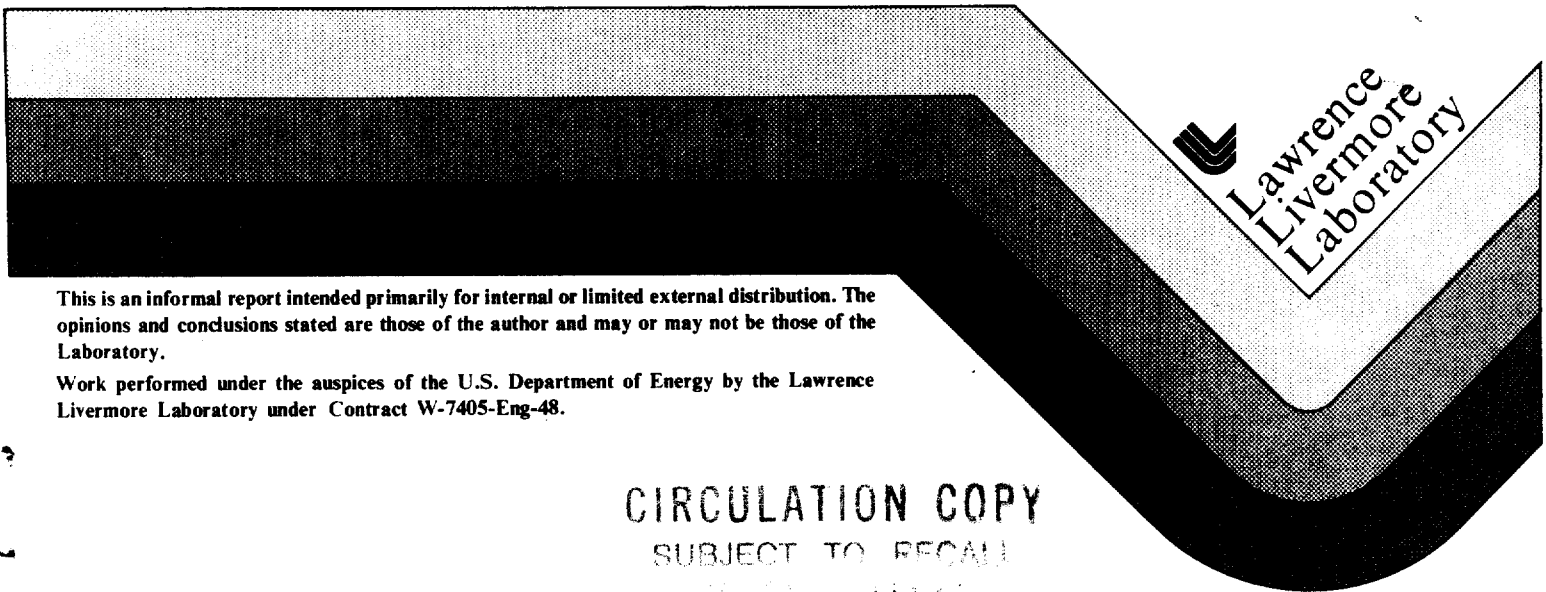 Lawrence
Livermore
Laboratory
This is an informal report intended primarily for internal or limited external distribution. The
opinions and conclusions stated are those of the author and may or may not be those of the
Laboratory.
Work performed under the auspices of the U.S. Department of Energy by the Lawrence
Livermore Laboratory under Contract W-7405-Eng-48.
CIRCULATION COPY
SUBJECT TO RECALL